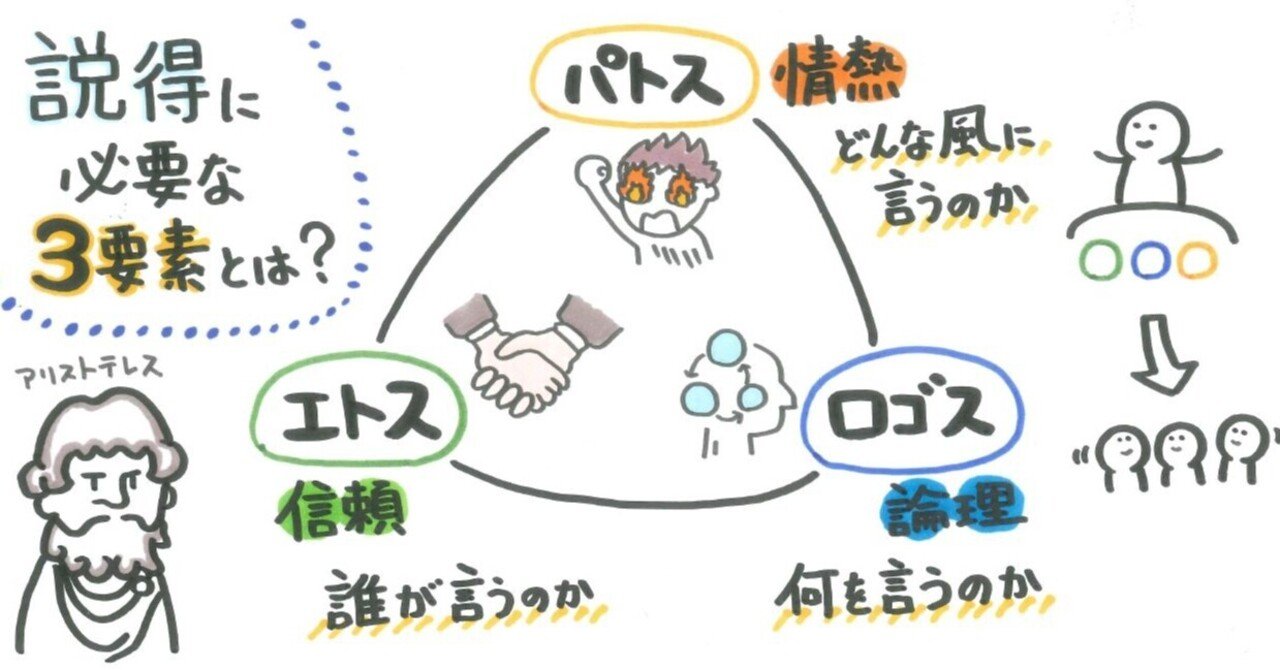 説得に
必要な
3要素とは?
パトス
情熱
どんな風に
言うのか
アリストテレス
エトス
信頼
誰が言うのか
ロゴス
論理
何を言うのか